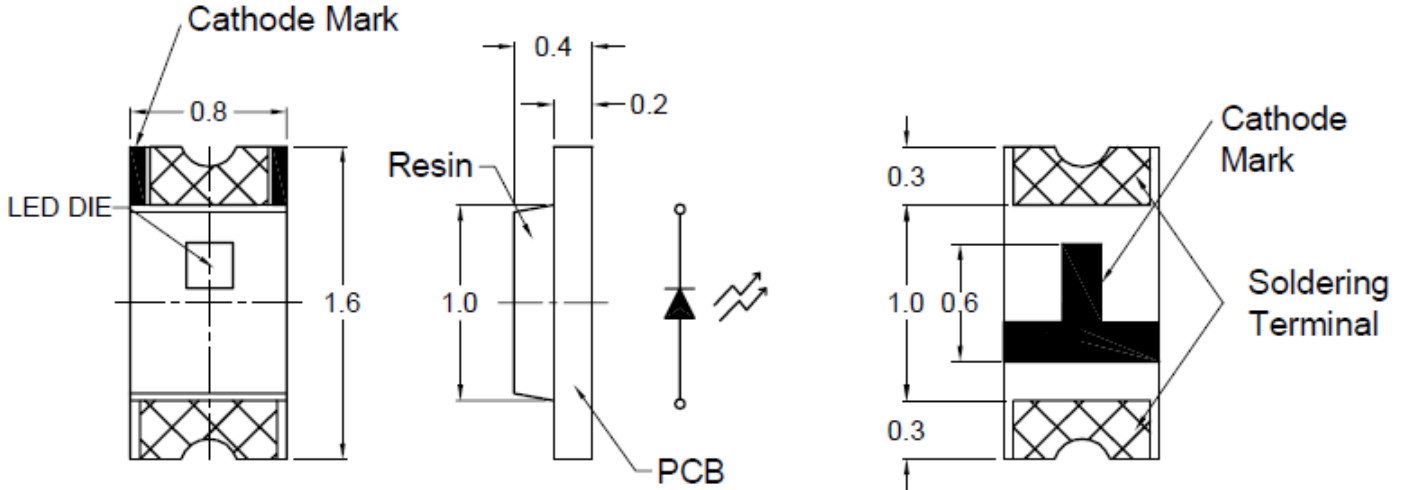 Cathode Mark
0.8
LED DIE
1.6
0.4
0.2
Resin
1.0
PCB
Cathode
Mark
0.3
1.0
0.6
0.3
Soldering
Terminal